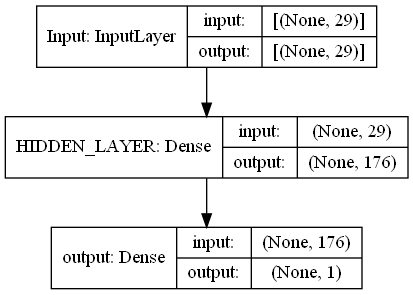 Input: InputLayer
input:
[(None, 29)]
output:
[(None, 29)]
HIDDEN_LAYER: Dense
input:
(None, 29)
output:
(None, 176)
output: Dense
input:
(None, 176)
output:
(None, 1)